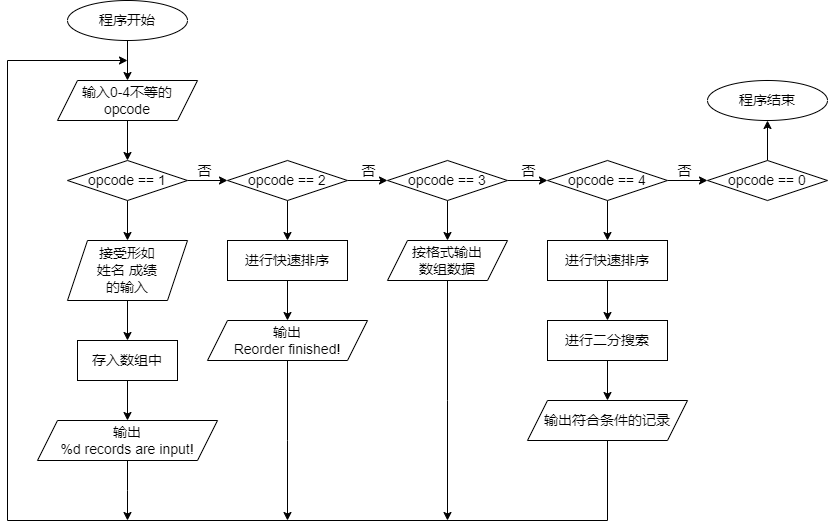 程序开始
输入0-4不等的
opcode
程序结束
opcode == 1
否
opcode == 2
否
opcode == 3
否
opcode == 4
否
opcode == 0
接受形如
姓名 成绩
的输入
进行快速排序
按格式输出
数组数据
进行快速排序
存入数组中
输出
Reorder finished!
进行二分搜索
输出
%d records are input!
输出符合条件的记录